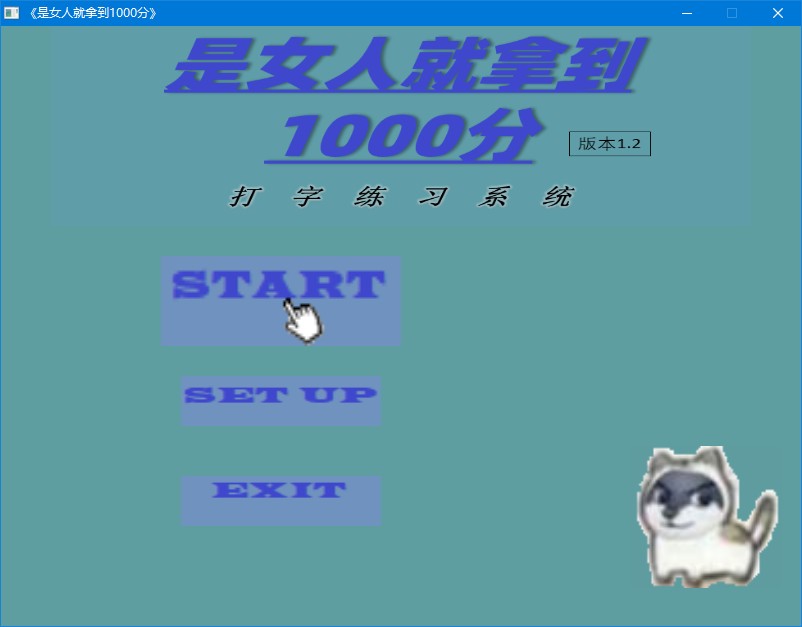 《是女人就拿到1000分》
是女人就拿到
1000分
版本1.2
打字练习系统
START
SET UP
EXIT